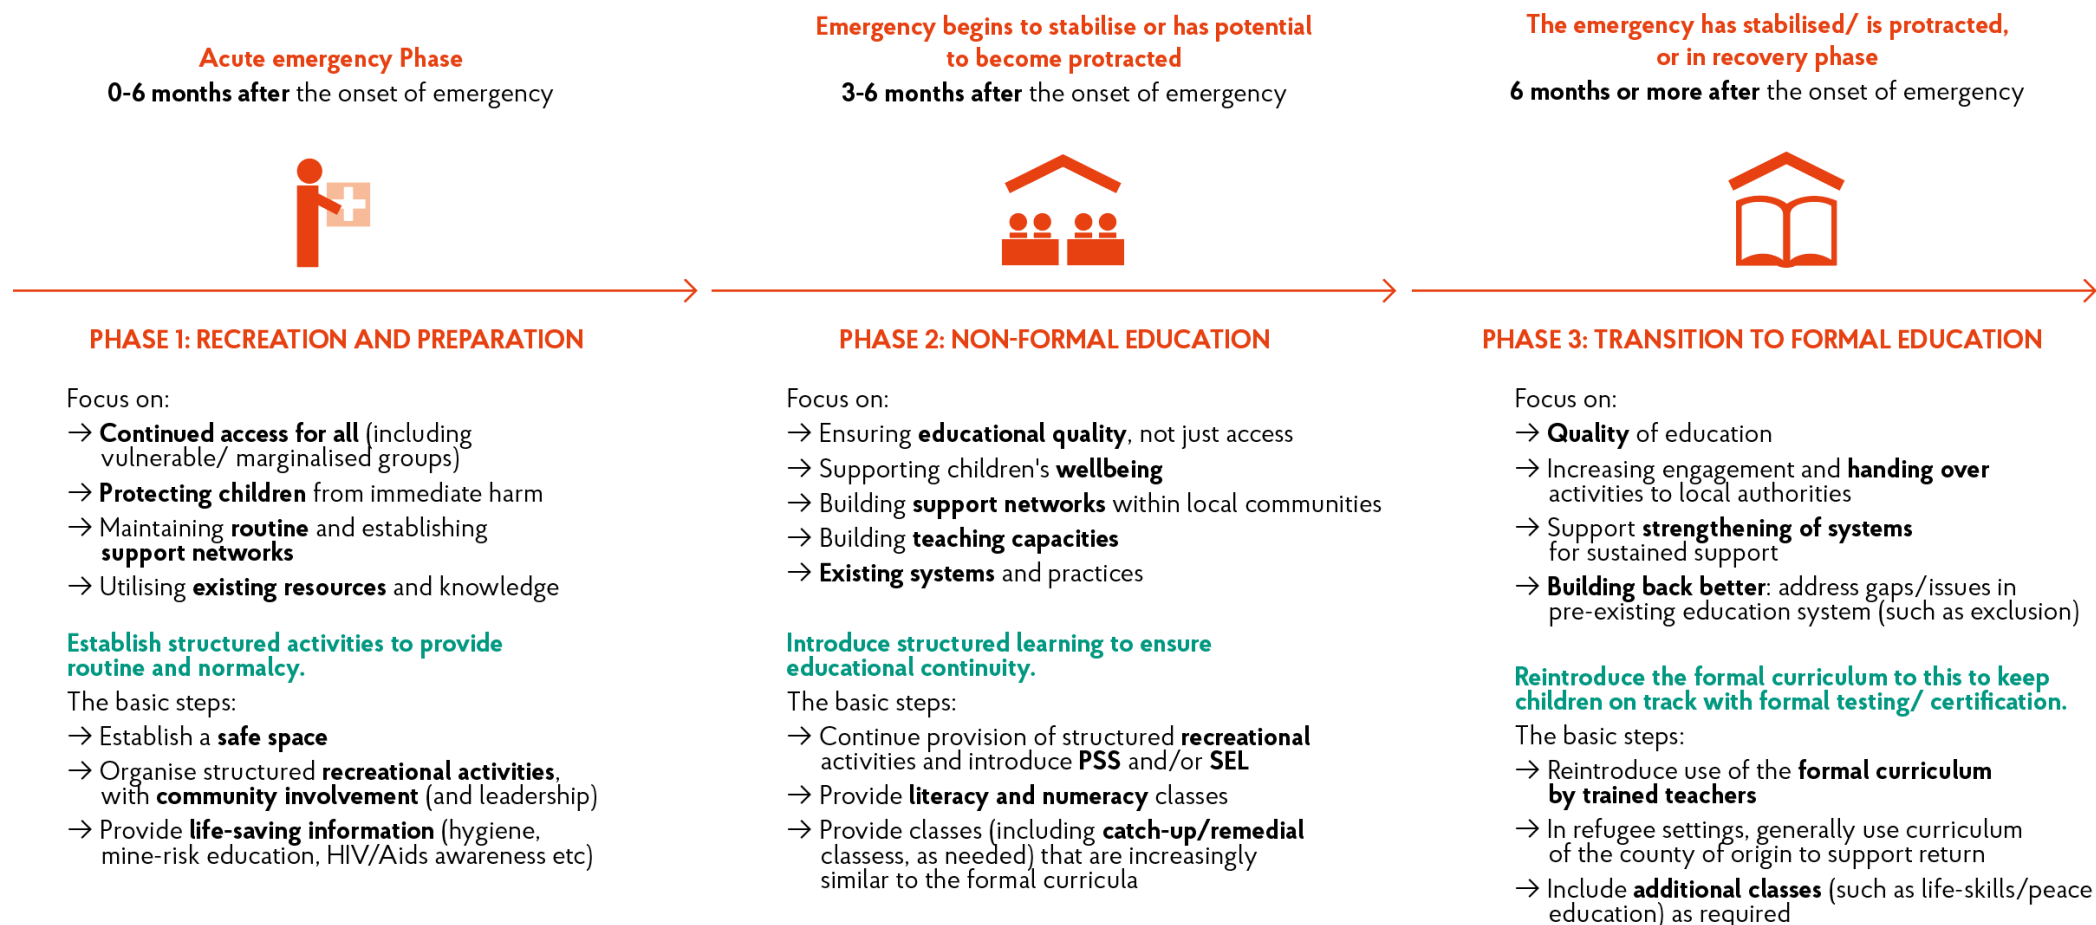 Acute emergency Phase
0-6 months after the onset of emergency
PHASE 1: RECREATION AND PREPARATION
Focus on:
→ Continued access for all (including
vulnerable/ marginalised groups)
→ Protecting children from immediate harm
→ Maintaining routine and establishing
support networks
→ Utilising existing resources and knowledge
Establish structured activities to provide
routine and normalcy.
The basic steps:
→ Establish a safe space
→ Organise structured recreational activities,
with community involvement (and leadership)
→ Provide life-saving information (hygiene,
mine-risk education, HIV/Aids awareness etc)
Emergency begins to stabilise or has potential
to become protracted
3-6 months after the onset of emergency
PHASE 2: NON-FORMAL EDUCATION
Focus on:
→ Ensuring educational quality, not just access
→ Supporting children's wellbeing
→ Building support networks within local communities
→ Building teaching capacities
→ Existing systems and practices
Introduce structured learning to ensure
educational continuity.
The basic steps:
→ Continue provision of structured recreational
activities and introduce PSS and/or SEL
→ Provide literacy and numeracy classes
→ Provide classes (including catch-up/remedial
classess, as needed) that are increasingly
similar to the formal curricula
The emergency has stabilised/ is protracted,
or in recovery phase
6 months or more after the onset of emergency
PHASE 3: TRANSITION TO FORMAL EDUCATION
Focus on:
→ Quality of education
→ Increasing engagement and handing over
activities to local authorities
→ Support strengthening of systems
for sustained support
→ Building back better: address gaps/issues in
pre-existing education system (such as exclusion)
Reintroduce the formal curriculum to this to keep
children on track with formal testing/ certification.
The basic steps:
→ Reintroduce use of the formal curriculum
by trained teachers
→ In refugee settings, generally use curriculum
of the county of origin to support return
→ Include additional classes (such as life-skills/peace
education) as required